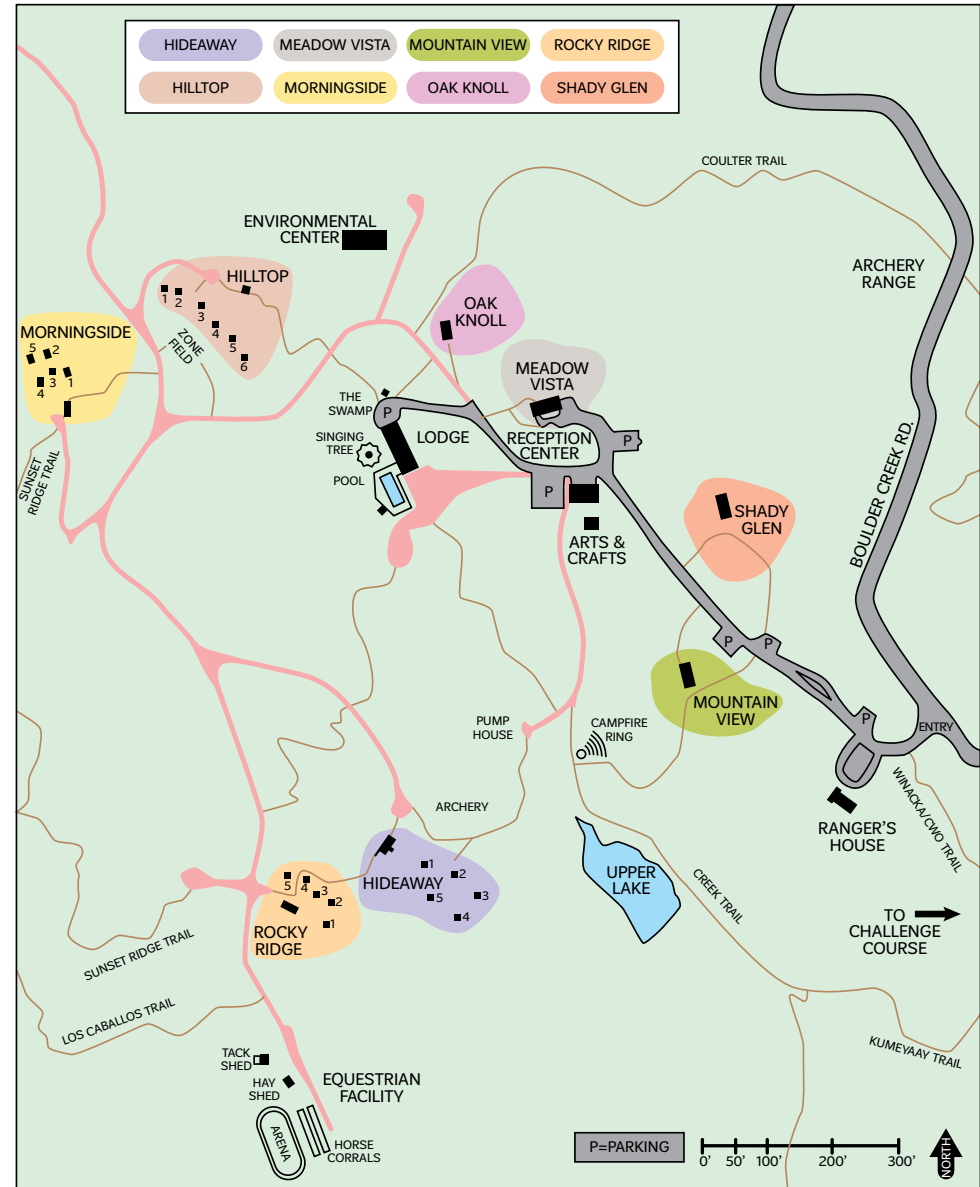 HIDEAWAY
MEADOW VISTA
MOUNTAIN VIEW
ROCKY RIDGE
HILLTOP
MORNINGSIDE
OAK KNOLL
SHADY GLEN
COULTER TRAIL
ENVIRONMENTAL
CENTER
ARCHERY
RANGE
HILLTOP
1
2
3
4
5
6
OAK
KNOLL
MORNINGSIDE
5
2
3
1
4
ZONE
FIELD
MEADOW
VISTA
THE
SWAMP
P
LODGE
RECEPTION
CENTER
P
SINGING
TREE
POOL
P
SUNSET
RIDGE TRAIL
ARTS &
CRAFTS
SHADY
GLEN
BOULDER CREEK RD.
P
P
MOUNTAIN
VIEW
PUMP
HOUSE
CAMPFIRE
RING
P
ENTRY
WINACKA/CWO TRAIL
RANGER'S
HOUSE
ARCHERY
HIDEAWAY
1
2
3
5
4
5
4
3
2
1
ROCKY
RIDGE
UPPER
LAKE
CREEK TRAIL
TO
CHALLENGE
COURSE
SUNSET RIDGE TRAIL
LOS CABALLOS TRAIL
KUMEYAAY TRAIL
TACK
SHED
HAY
SHED
EQUESTRIAN
FACILITY
ARENA
HORSE
CORRALS
P=PARKING
0' 50' 100' 200' 300'
NORTH